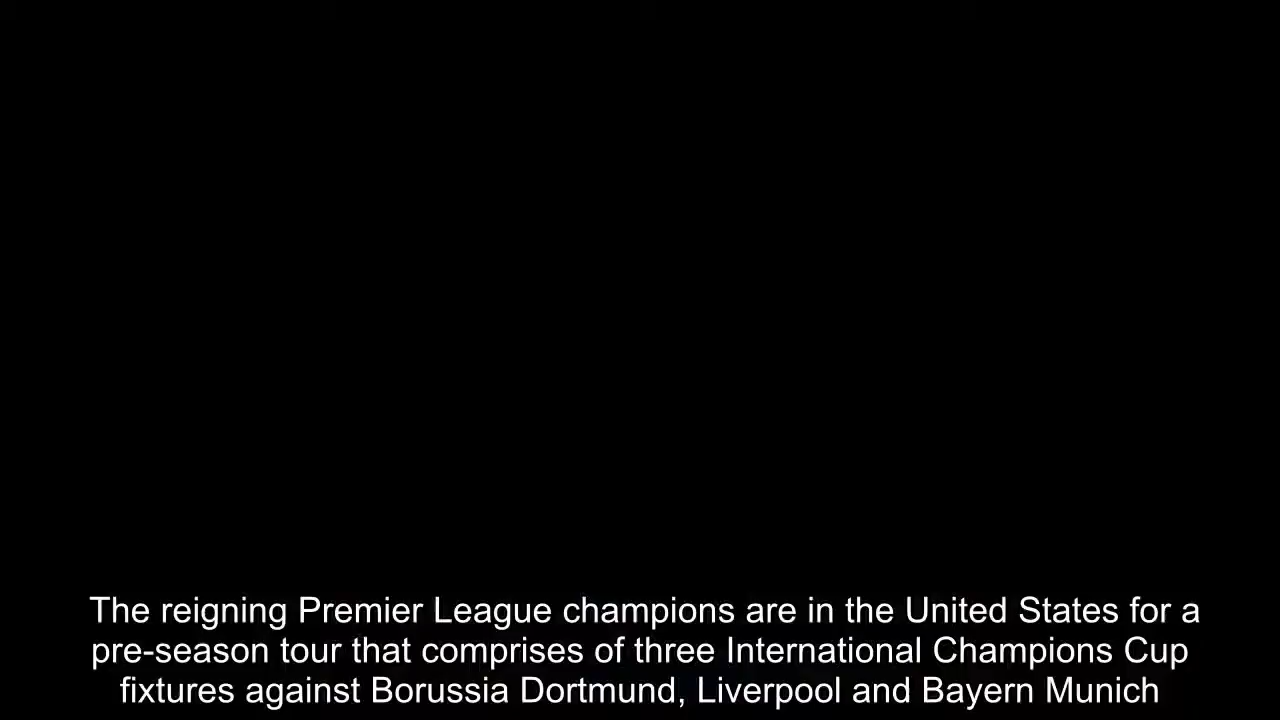 The reigning Premier League champions are in the United States for a
pre-season tour that comprises of three International Champions Cup
fixtures against Borussia Dortmund, Liverpool and Bayern Munich